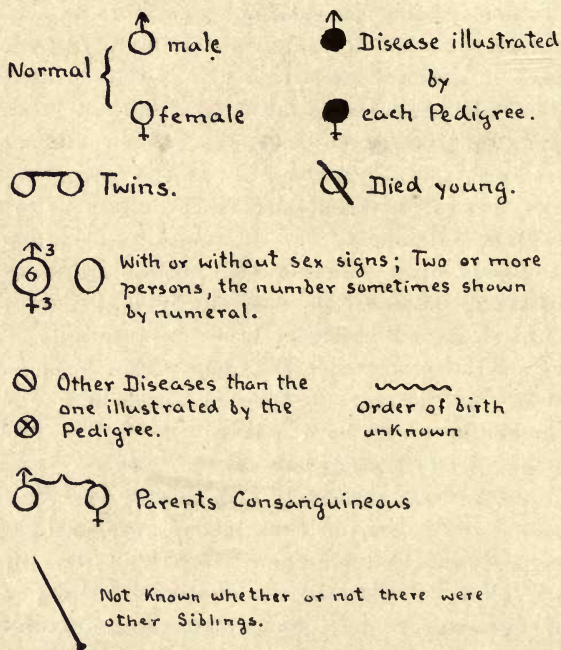 Normal
male
female
Disease illustrated
by
each Pedigree.
Twins.
Died young.
6 3
3
With or without sex signs; Two or more
persons, the number sometimes shown
by numeral.
Other Diseases than the
one illustrated by the
Pedigree.
Order of birth
unknown
Parents Consanguineous
Not Known whether or not there were
other Siblings.